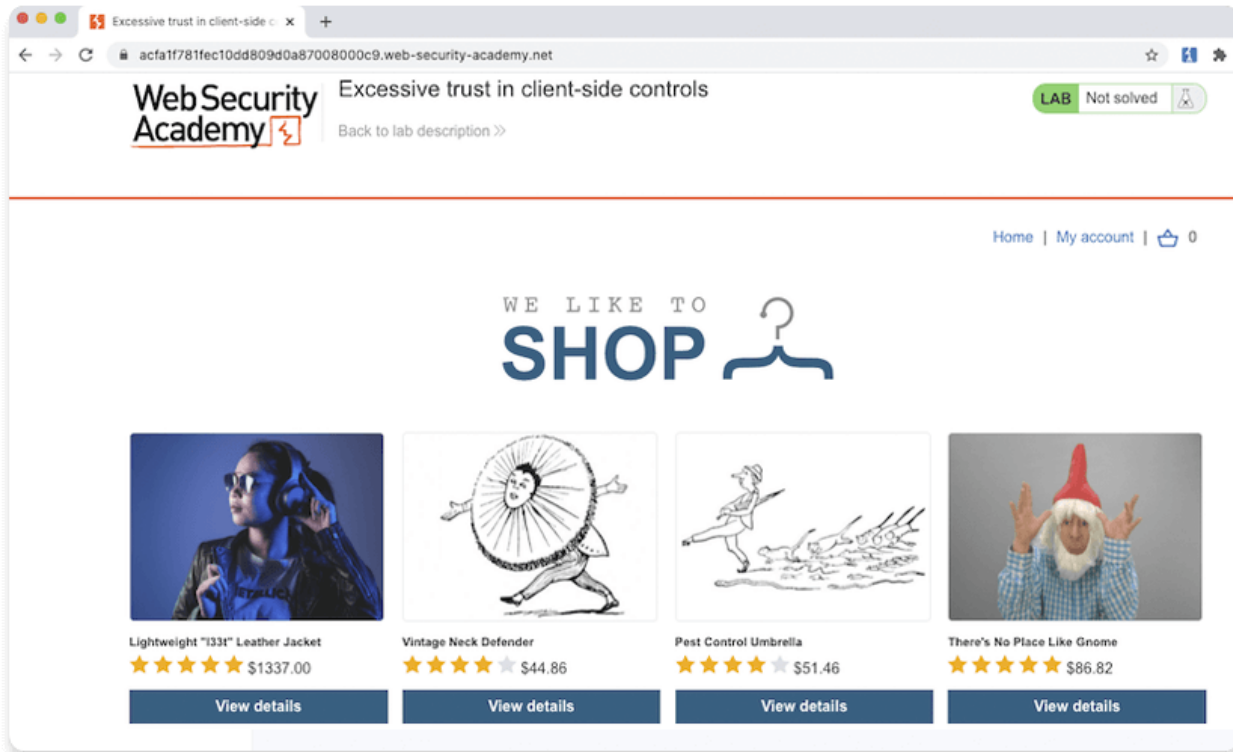 Excessive trust in client-side c
acfa1f781fec10dd809d0a87008000c9.web-security-academy.net
Web Security
Academy
Excessive trust in client-side controls
Back to lab description
LAB Not solved
Home | My account | 0
WE LIKE TO
SHOP
METALLICA
Lightweight "l33t" Leather Jacket
Vintage Neck Defender
Pest Control Umbrella
There's No Place Like Gnome
$1337.00
$44.86
$51.46
$86.82
View details
View details
View details
View details